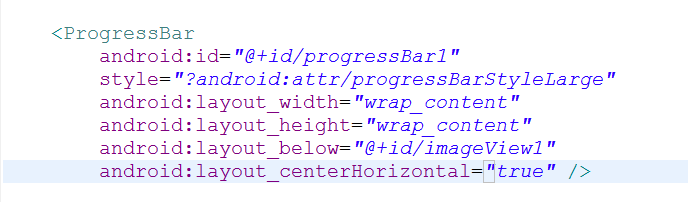 <ProgressBar
android:id="@+id/progressBar1"
style="?android:attr/progressBarStyleLarge"
android:layout_width="wrap_content"
android:layout_height="wrap_content"
android:layout_below="@+id/imageView1"
android:layout_centerHorizontal="true" />